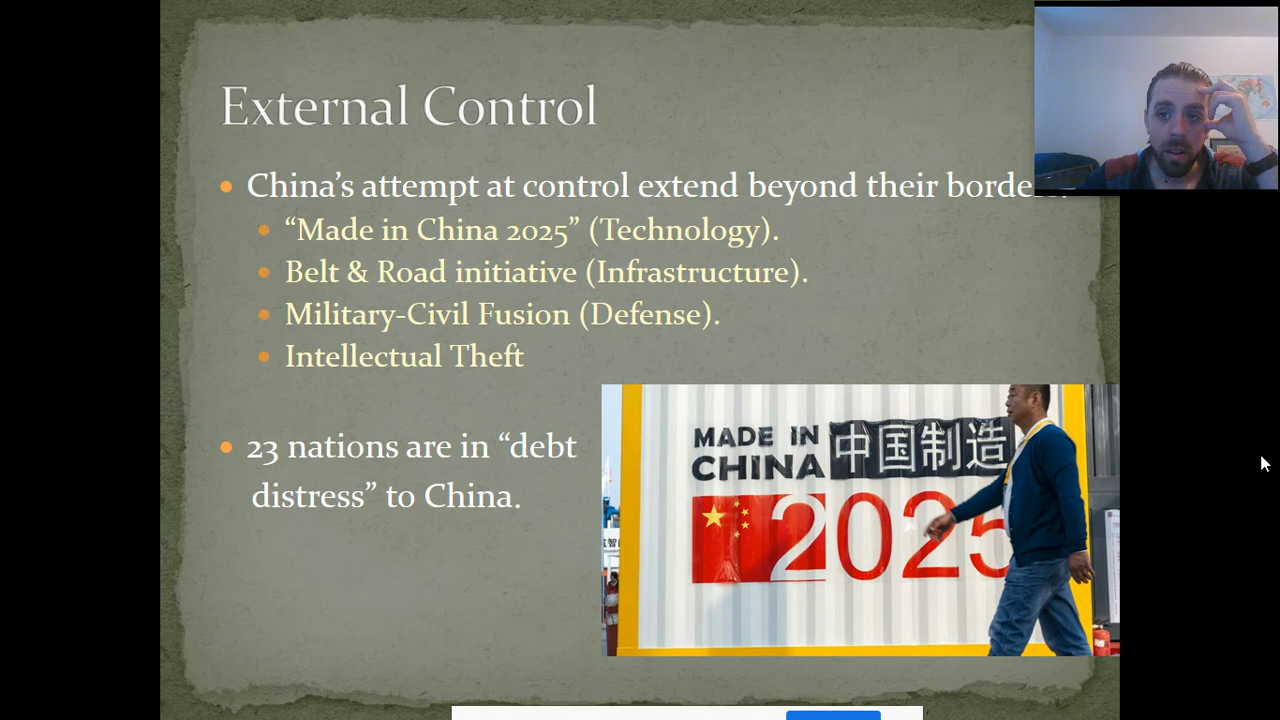 External Control
China's attempt at control extend beyond their
"Made in China 2025" (Technology).
Belt & Road initiative (Infrastructure).
Military-Civil Fusion (Defense).
Intellectual Theft
23 nations are in "debt
distress" to China.
MADE IN
CHINA
中国制造
2025